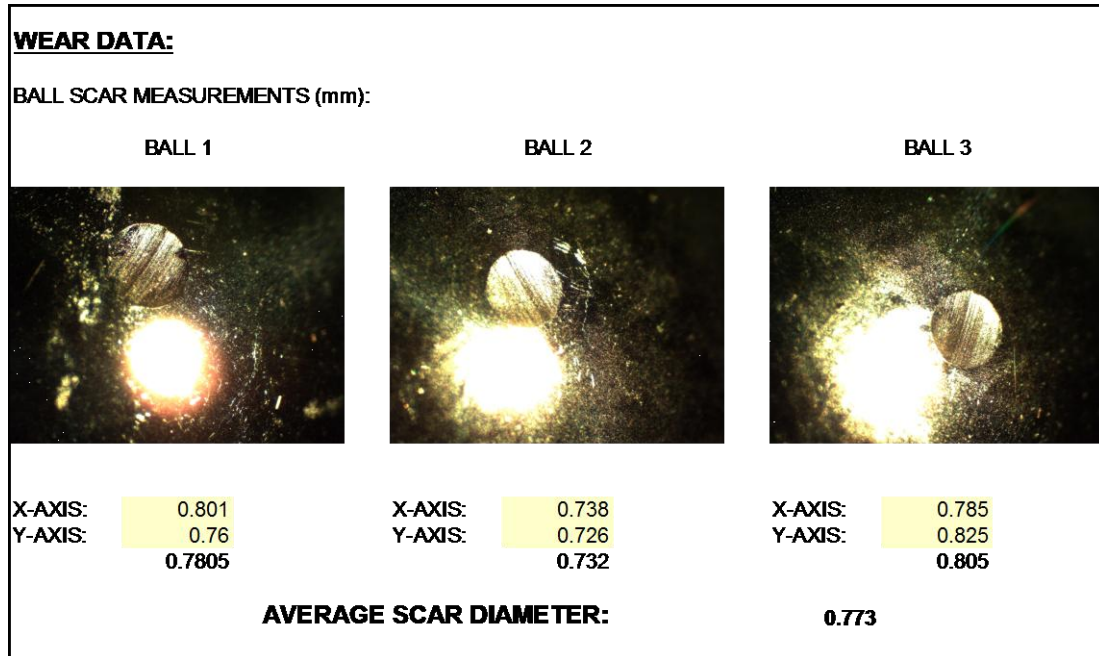 WEAR DATA:
BALL SCAR MEASUREMENTS (mm):
BALL 1 BALL 2 BALL 3
X-AXIS: 0.801 X-AXIS: 0.738 X-AXIS: 0.785
Y-AXIS: 0.76 Y-AXIS: 0.726 Y-AXIS: 0.825
0.7805 0.732 0.805
AVERAGE SCAR DIAMETER: 0.773